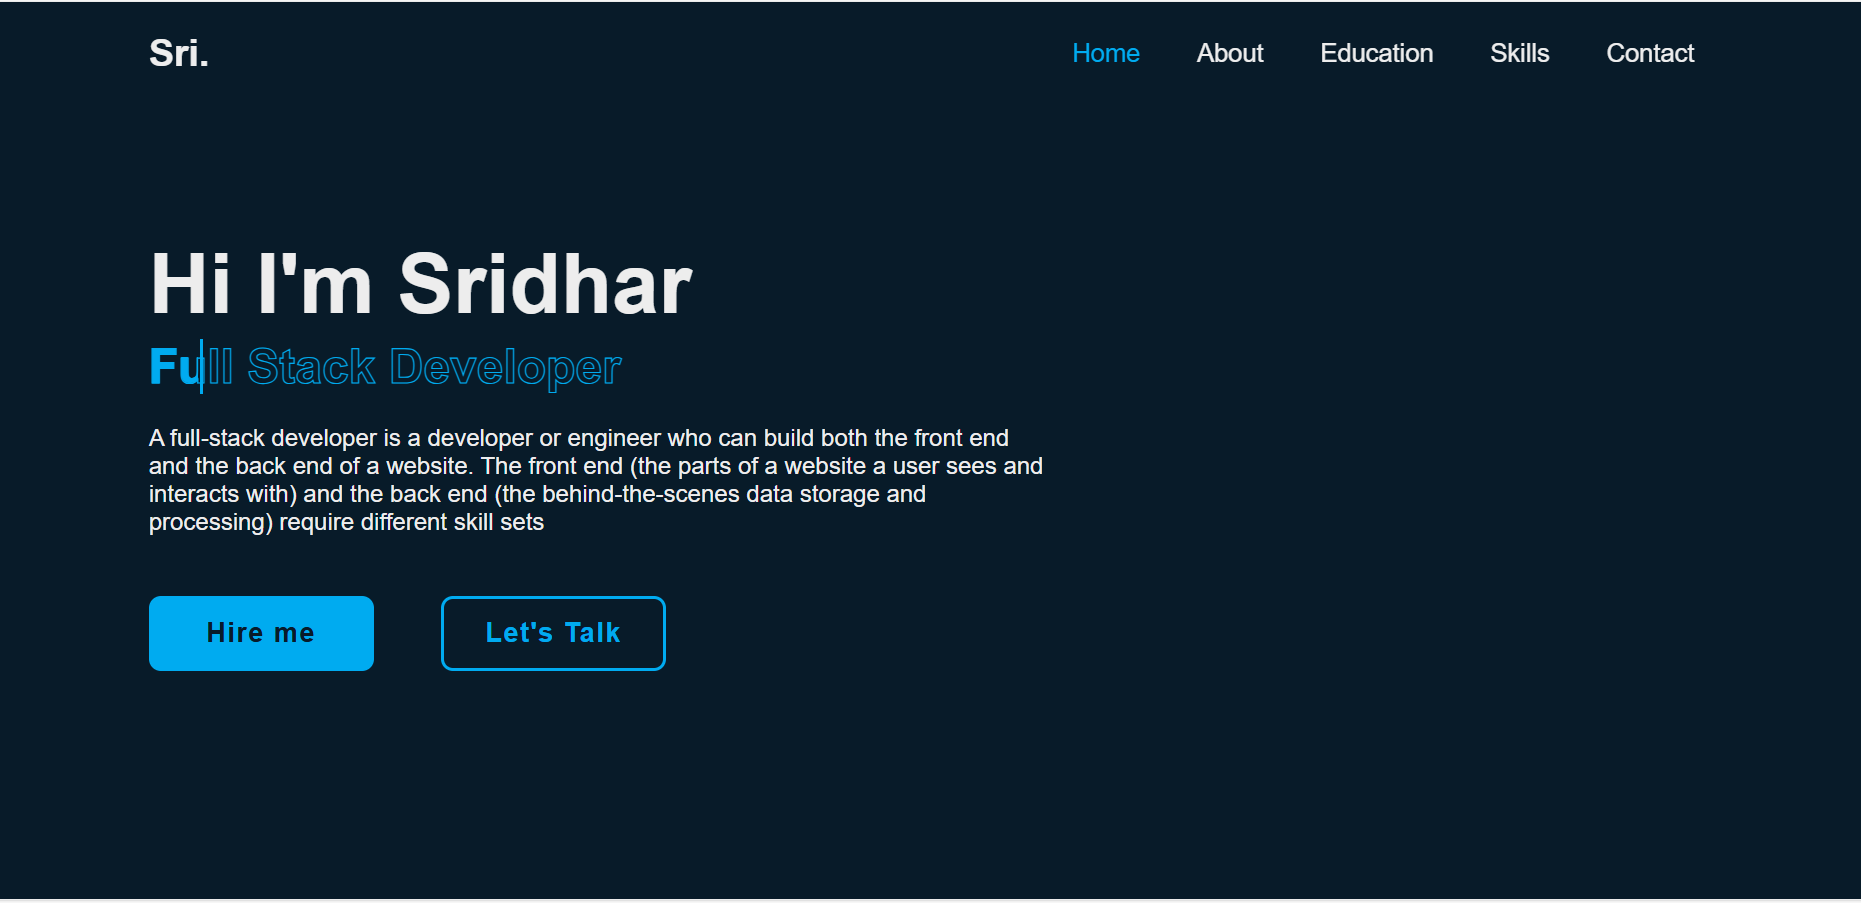 Sri.
Home About Education Skills Contact
Hi I'm Sridhar
Full Stack Developer
A full-stack developer is a developer or engineer who can build both the front end
and the back end of a website. The front end (the parts of a website a user sees and
interacts with) and the back end (the behind-the-scenes data storage and
processing) require different skill sets
Hire me
Let's Talk